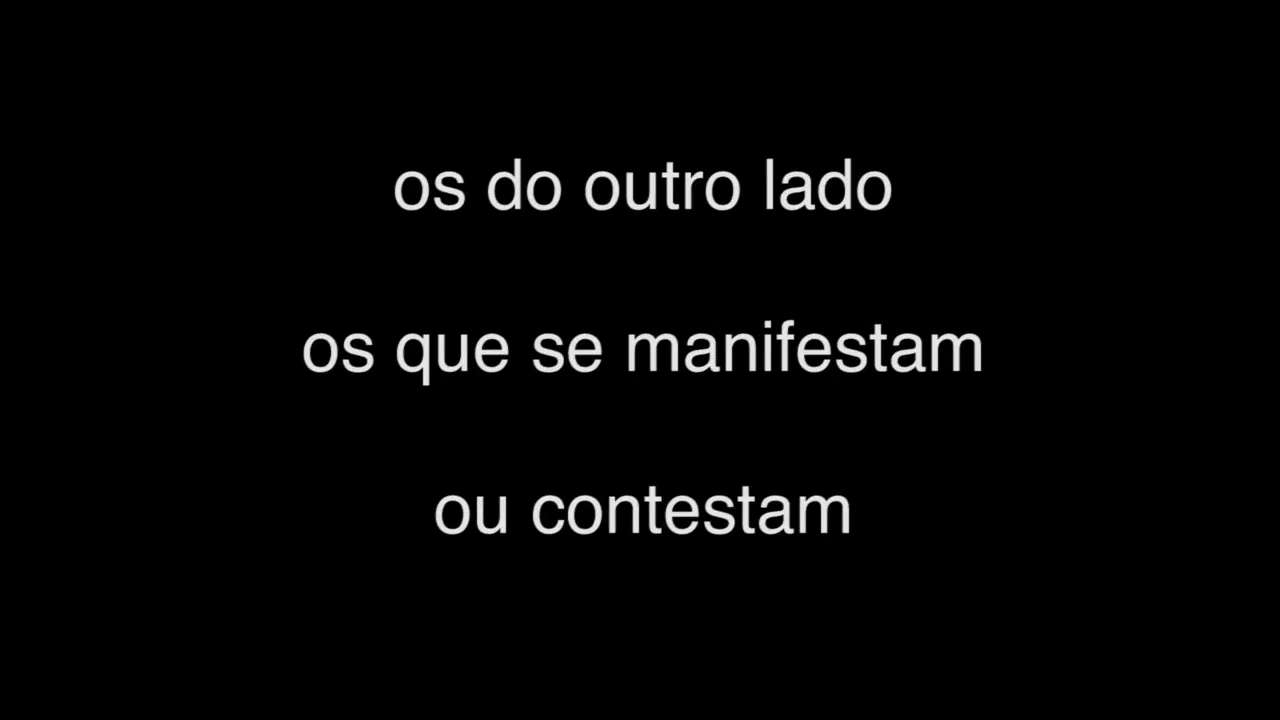 os do outro lado
os que se manifestam
ou contestam